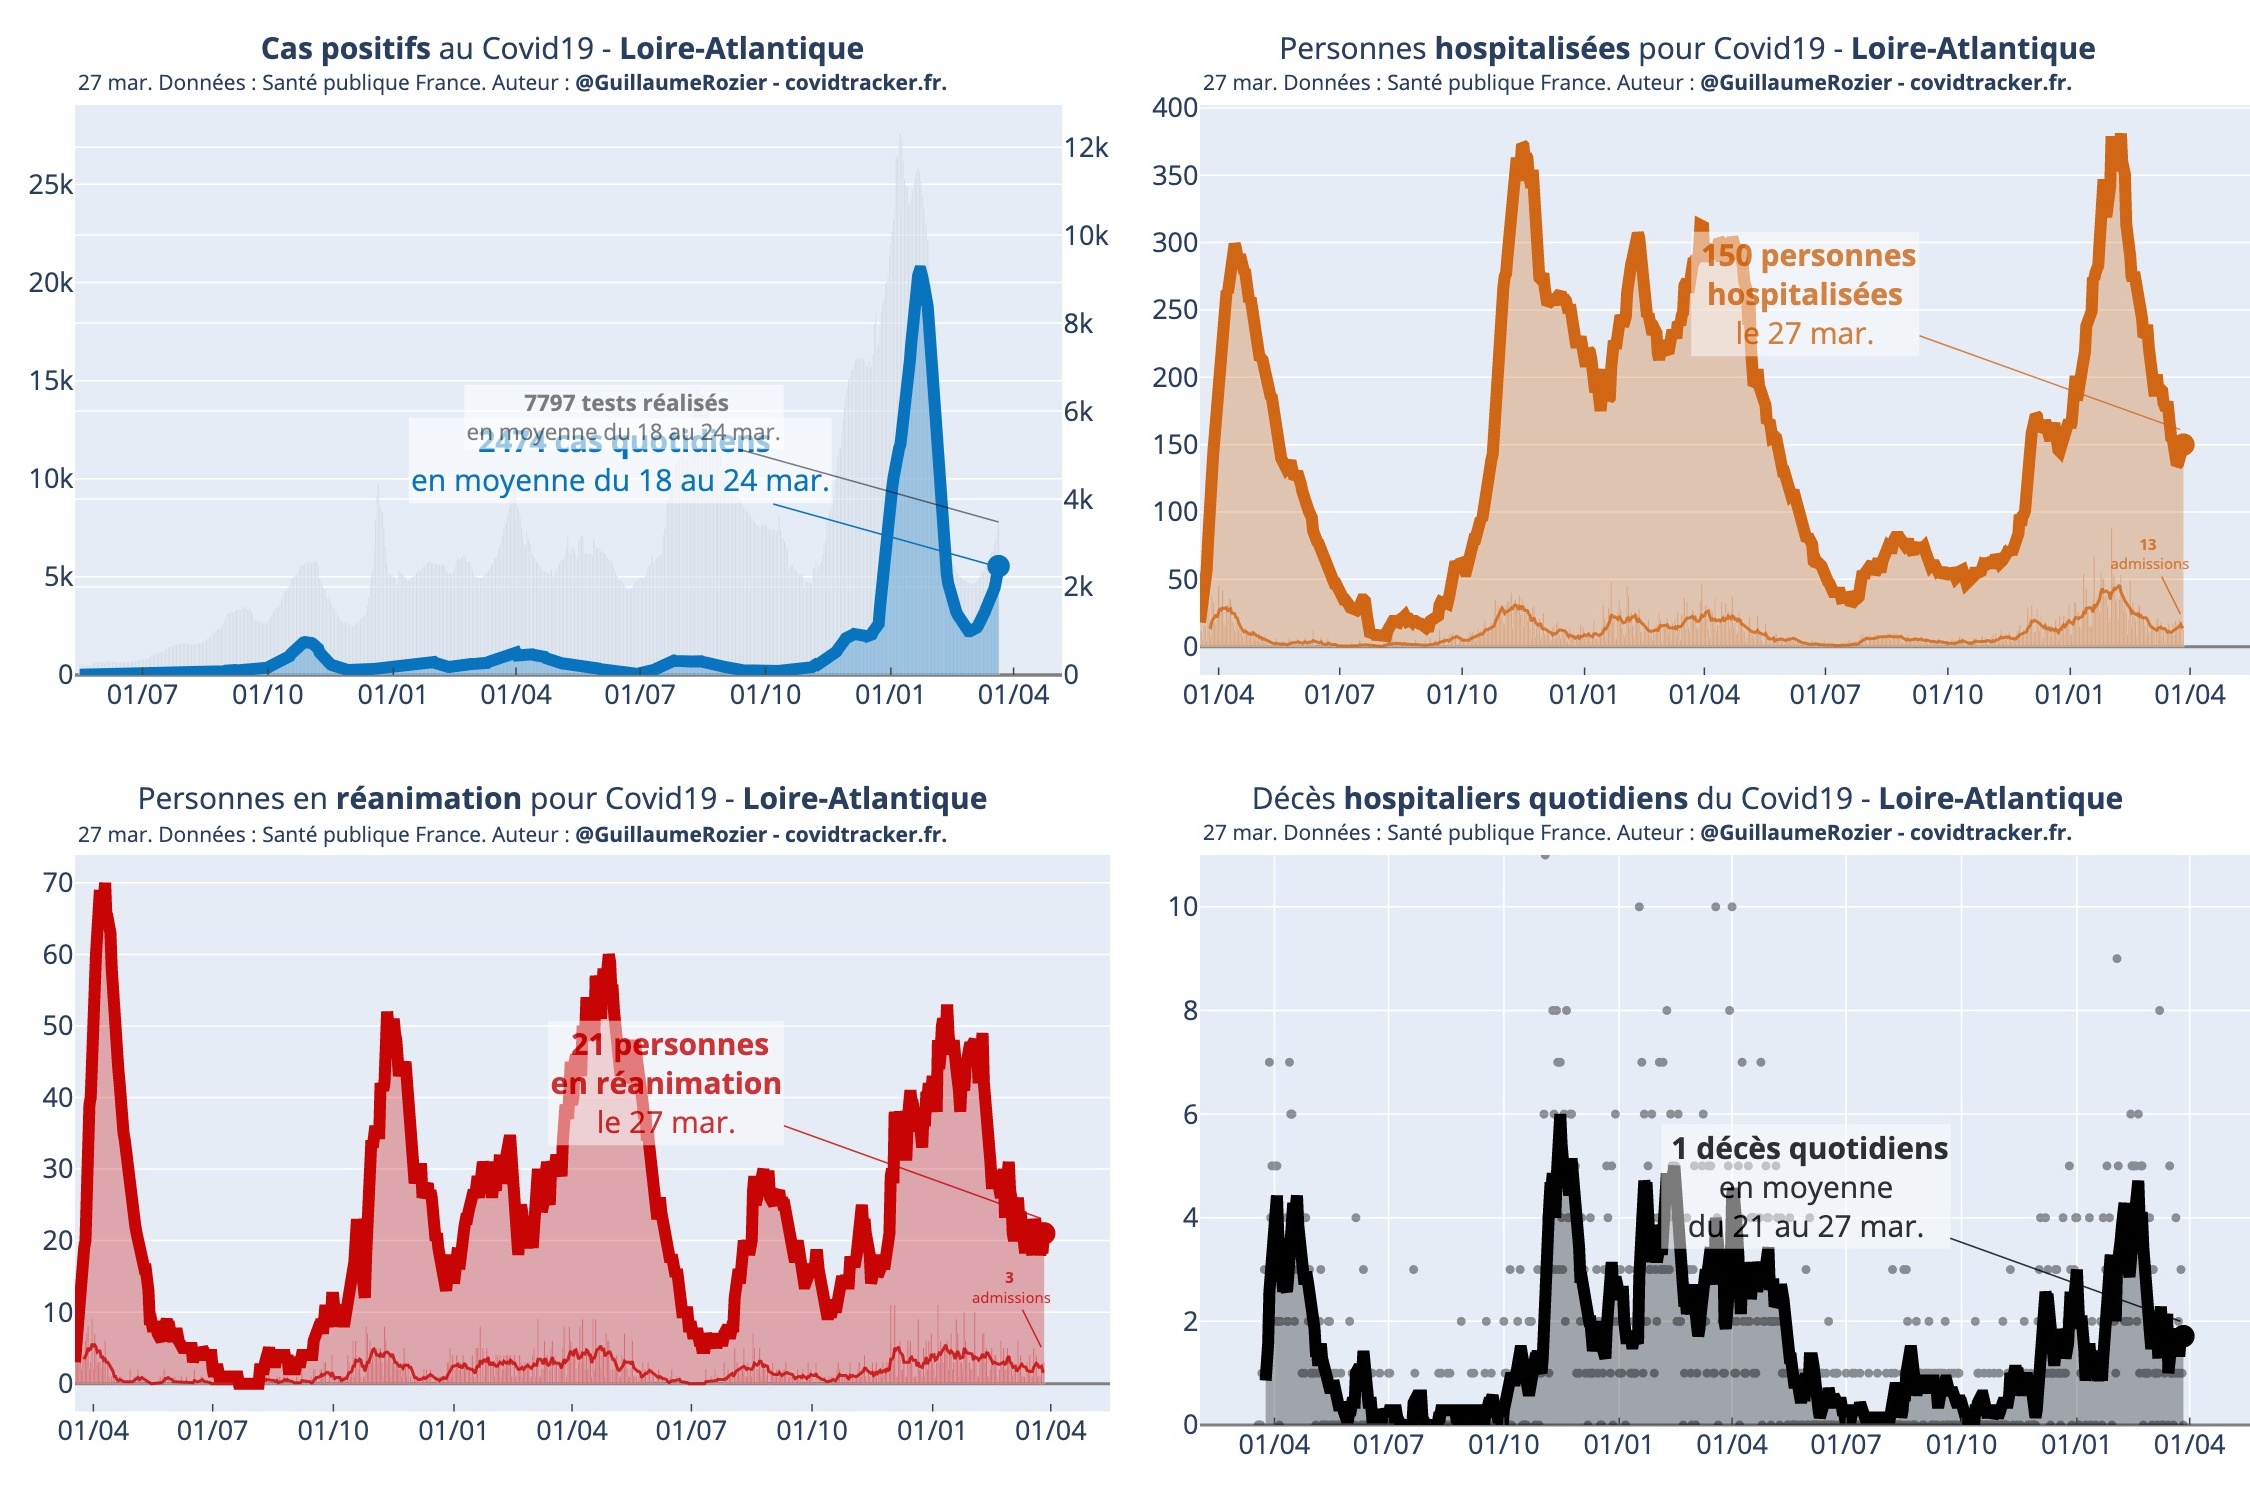 Cas positifs au Covid19 - Loire-Atlantique
27 mar. Données : Santé publique France. Auteur : @GuillaumeRozier - covidtracker.fr.
25k
20k
15k
10k
5k
0
12k
10k
8k
6k
4k
2k
0
7797 tests réalisés
en moyenne du 18 au 24 mar.
2474 cas quotidiens
en moyenne du 18 au 24 mar.
01/07 01/10 01/01 01/04 01/07 01/10 01/01 01/04
Personnes hospitalisées pour Covid19 - Loire-Atlantique
27 mar. Données : Santé publique France. Auteur : @GuillaumeRozier - covidtracker.fr.
400
350
300
250
200
150
100
50
0
150 personnes
hospitalisées
le 27 mar.
13
admissions
01/04 01/07 01/10 01/01 01/04 01/07 01/10 01/01 01/04
Personnes en réanimation pour Covid19 - Loire-Atlantique
27 mar. Données : Santé publique France. Auteur : @GuillaumeRozier - covidtracker.fr.
70
60
50
40
30
20
10
0
21 personnes
en réanimation
le 27 mar.
3
admissions
01/04 01/07 01/10 01/01 01/04 01/07 01/10 01/01 01/04
Décès hospitaliers quotidiens du Covid19 - Loire-Atlantique
27 mar. Données : Santé publique France. Auteur : @GuillaumeRozier - covidtracker.fr.
10
8
6
4
2
0
1 décès quotidiens
en moyenne
du 21 au 27 mar.
01/04 01/07 01/10 01/01 01/04 01/07 01/10 01/01 01/04